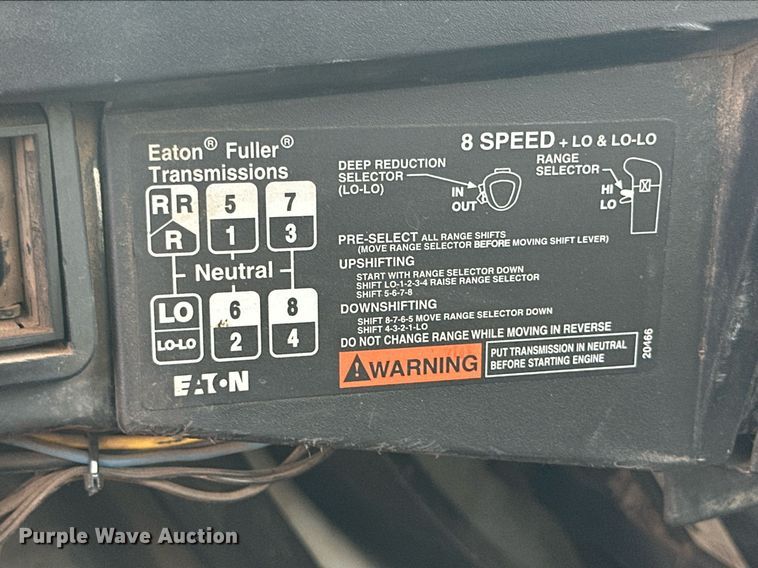 Eaton® Fuller®
Transmissions
8 SPEED + LO & LO-LO
DEEP REDUCTION
SELECTOR
(LO-LO)
IN
OUT
RANGE
SELECTOR
HI
LO
R R 5 7
R 1 3
Neutral
LO 6 8
LO-LO 2 4
EATON
PRE-SELECT ALL RANGE SHIFTS
(MOVE RANGE SELECTOR BEFORE MOVING SHIFT LEVER)
UPSHIFTING
START WITH RANGE SELECTOR DOWN
SHIFT LO-1-2-3-4 RAISE RANGE SELECTOR
SHIFT 5-6-7-8
DOWNSHIFTING
SHIFT 8-7-6-5 MOVE RANGE SELECTOR DOWN
SHIFT 4-3-2-1-LO
DO NOT CHANGE RANGE WHILE MOVING IN REVERSE
WARNING
PUT TRANSMISSION IN NEUTRAL
BEFORE STARTING ENGINE
20466
Purple Wave Auction